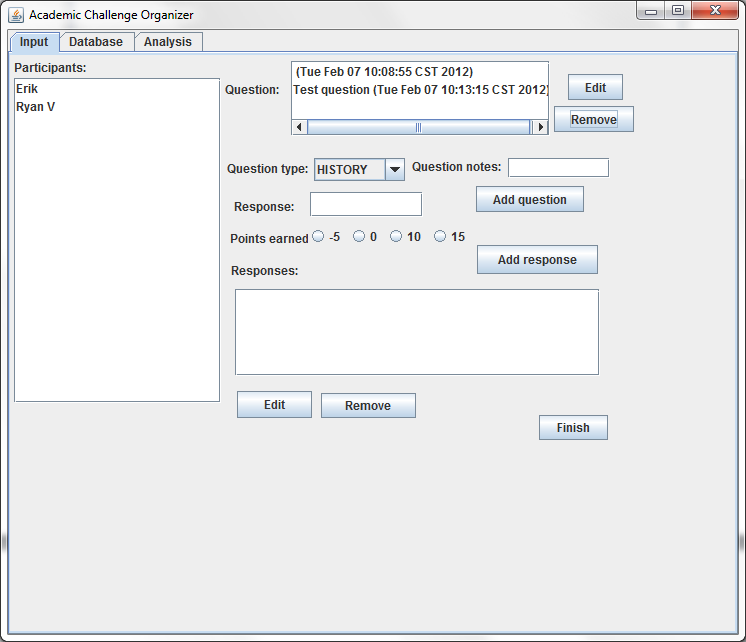 Academic Challenge Organizer
Input Database Analysis
Participants:
Erik
Ryan V
Question:
(Tue Feb 07 10:08:55 CST 2012)
Test question (Tue Feb 07 10:13:15 CST 2012)
Edit
Remove
Question type: HISTORY Question notes:
Response: Add question
Points earned -5 0 10 15
Add response
Responses:
Edit Remove
Finish